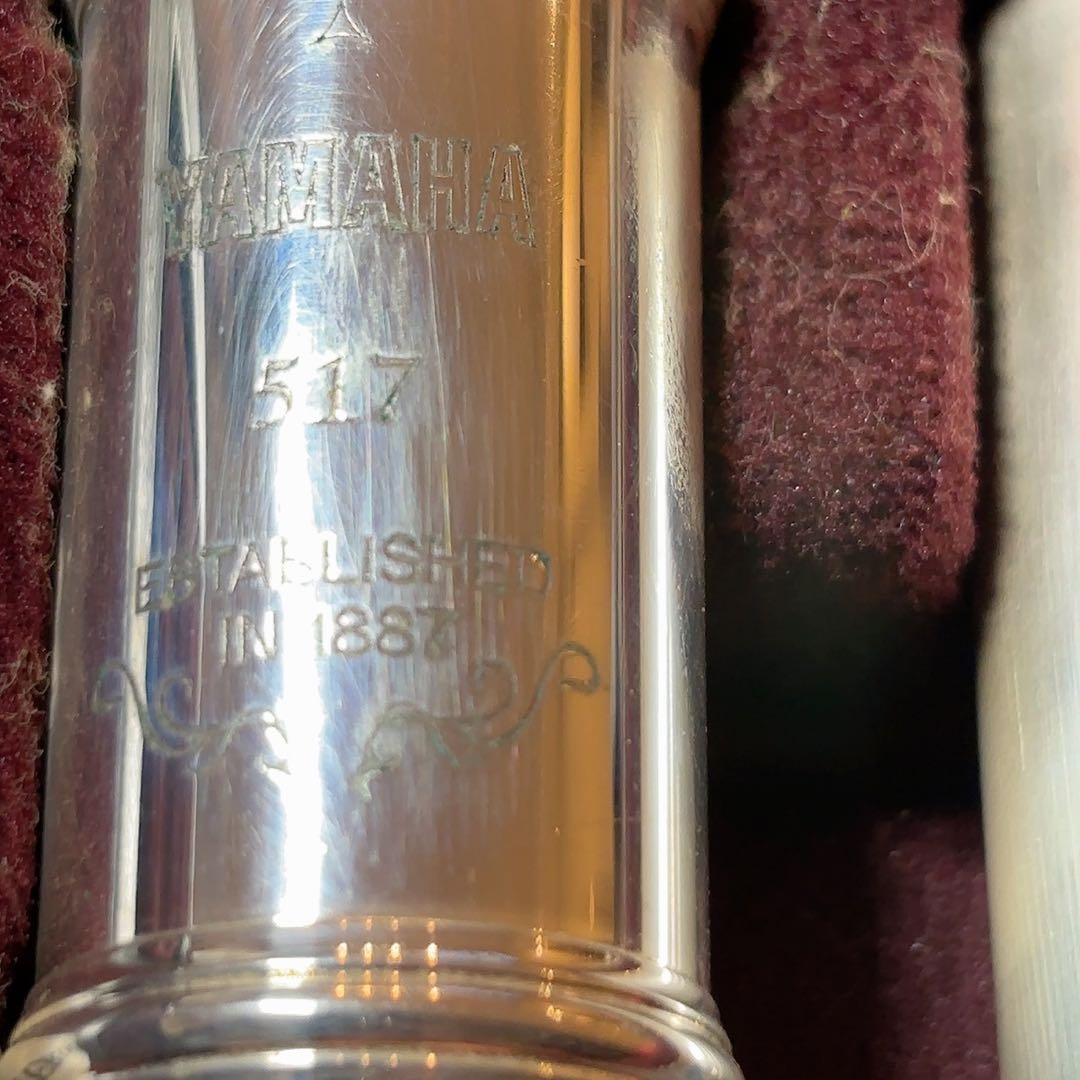 YAMAHA
517
ESTABLISHED
IN 1887